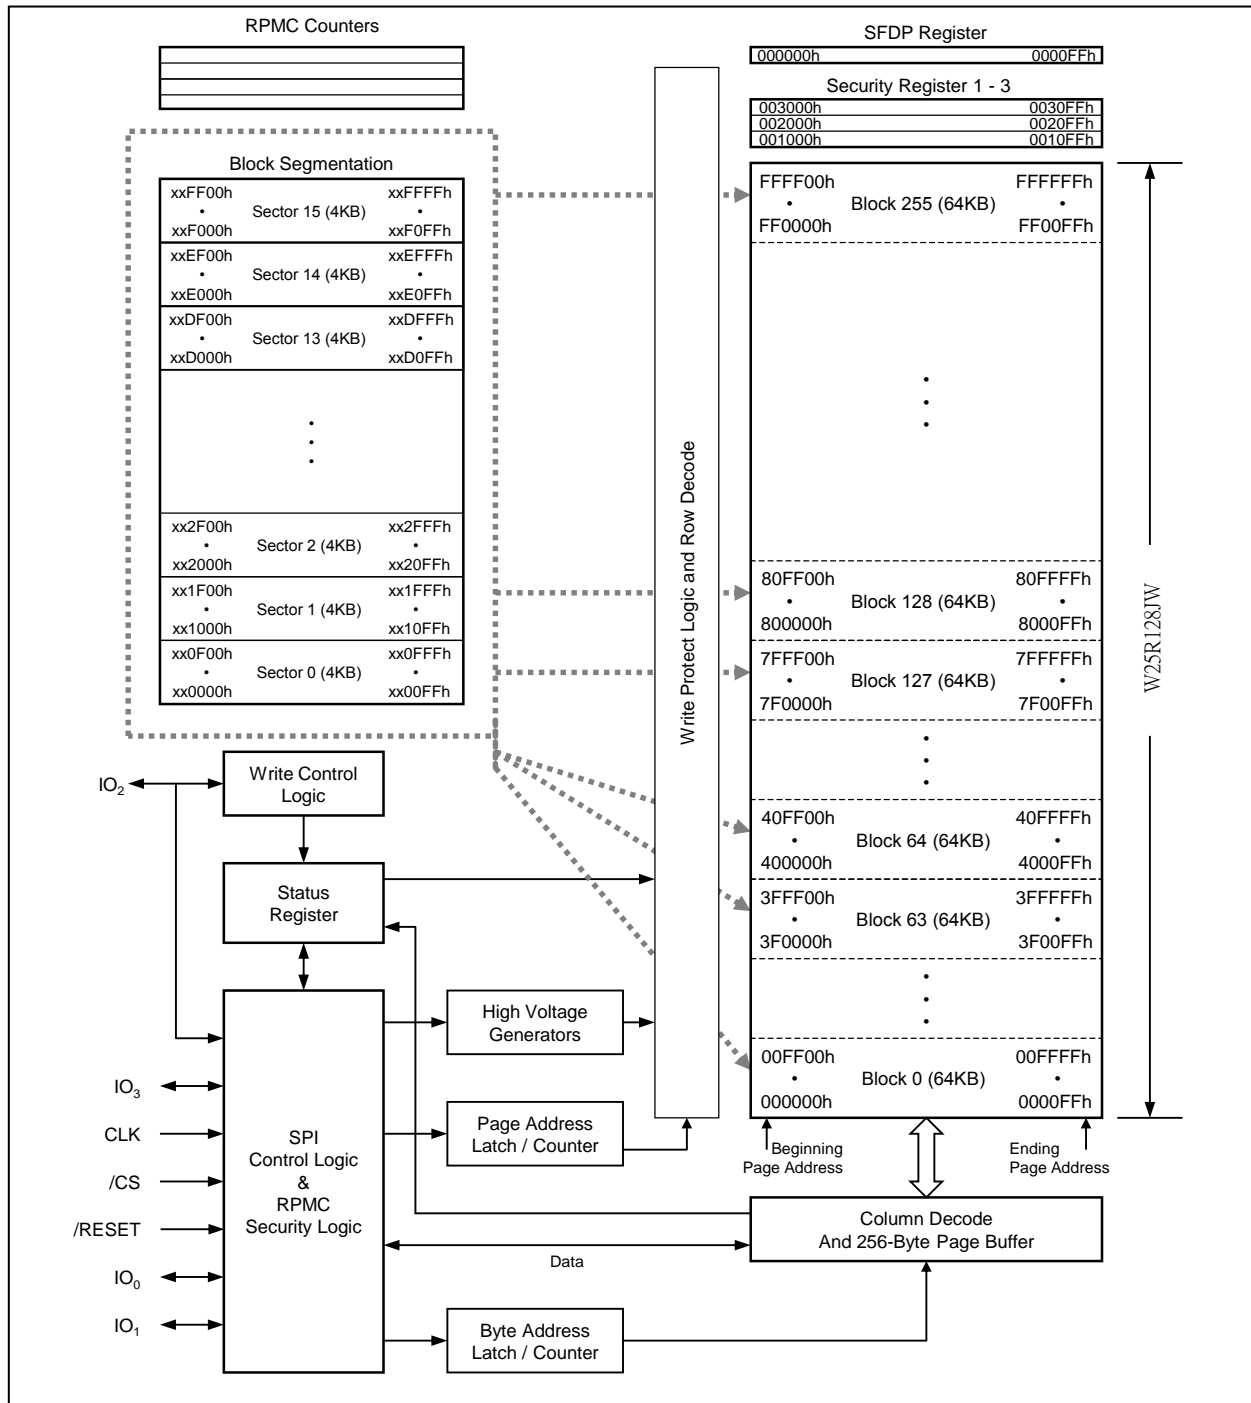 RPMC Counters
SFDP Register
000000h 0000FFh
Security Register 1 - 3
003000h 0030FFh
002000h 0020FFh
001000h 0010FFh
Block Segmentation
xxFF00h xxFFFFh
• Sector 15 (4KB) •
xxF000h xxF0FFh
xxEF00h xxEFFFh
• Sector 14 (4KB) •
xxE000h xxE0FFh
xxDF00h xxDFFFh
• Sector 13 (4KB) •
xxD000h xxD0FFh
xx2F00h xx2FFFh
• Sector 2 (4KB) •
xx2000h xx20FFh
xx1F00h xx1FFFh
• Sector 1 (4KB) •
xx1000h xx10FFh
xx0F00h xx0FFFh
• Sector 0 (4KB) •
xx0000h xx00FFh
Write Protect Logic and Row Decode
FFFF00h FFFFFFh
• Block 255 (64KB) •
FF0000h FF00FFh
80FF00h 80FFFFh
• Block 128 (64KB) •
800000h 8000FFh
7FFF00h 7FFFFFh
• Block 127 (64KB) •
7F0000h 7F00FFh
40FF00h 40FFFFh
• Block 64 (64KB) •
400000h 4000FFh
3FFF00h 3FFFFFh
• Block 63 (64KB) •
3F0000h 3F00FFh
00FF00h 00FFFFh
• Block 0 (64KB) •
000000h 0000FFh
W25R128JW
Beginning
Page Address
Ending
Page Address
IO2
Write Control
Logic
Status
Register
High Voltage
Generators
IO3
CLK
/CS
/RESET
IO0
IO1
SPI
Control Logic
&
RPMC
Security Logic
Page Address
Latch / Counter
Column Decode
And 256-Byte Page Buffer
Data
Byte Address
Latch / Counter